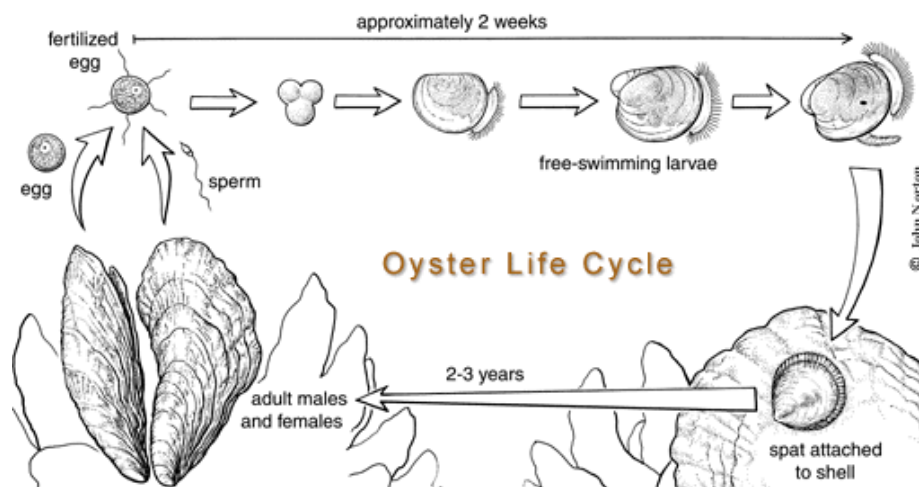 approximately 2 weeks
fertilized
egg
egg
sperm
free-swimming larvae
© John Norton
Oyster Life Cycle
2-3 years
adult males
and females
spat attached
to shell